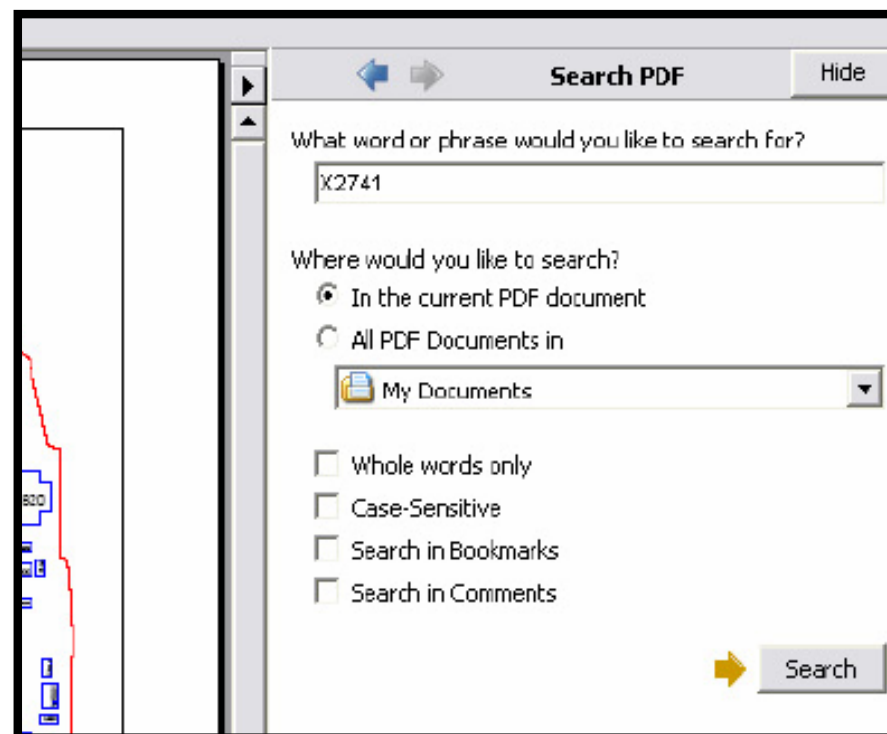 Search PDF
Hide
What word or phrase would you like to search for?
X2741
Where would you like to search?
In the current PDF document
All PDF Documents in
My Documents
Whole words only
Case-Sensitive
Search in Bookmarks
Search in Comments
Search
820